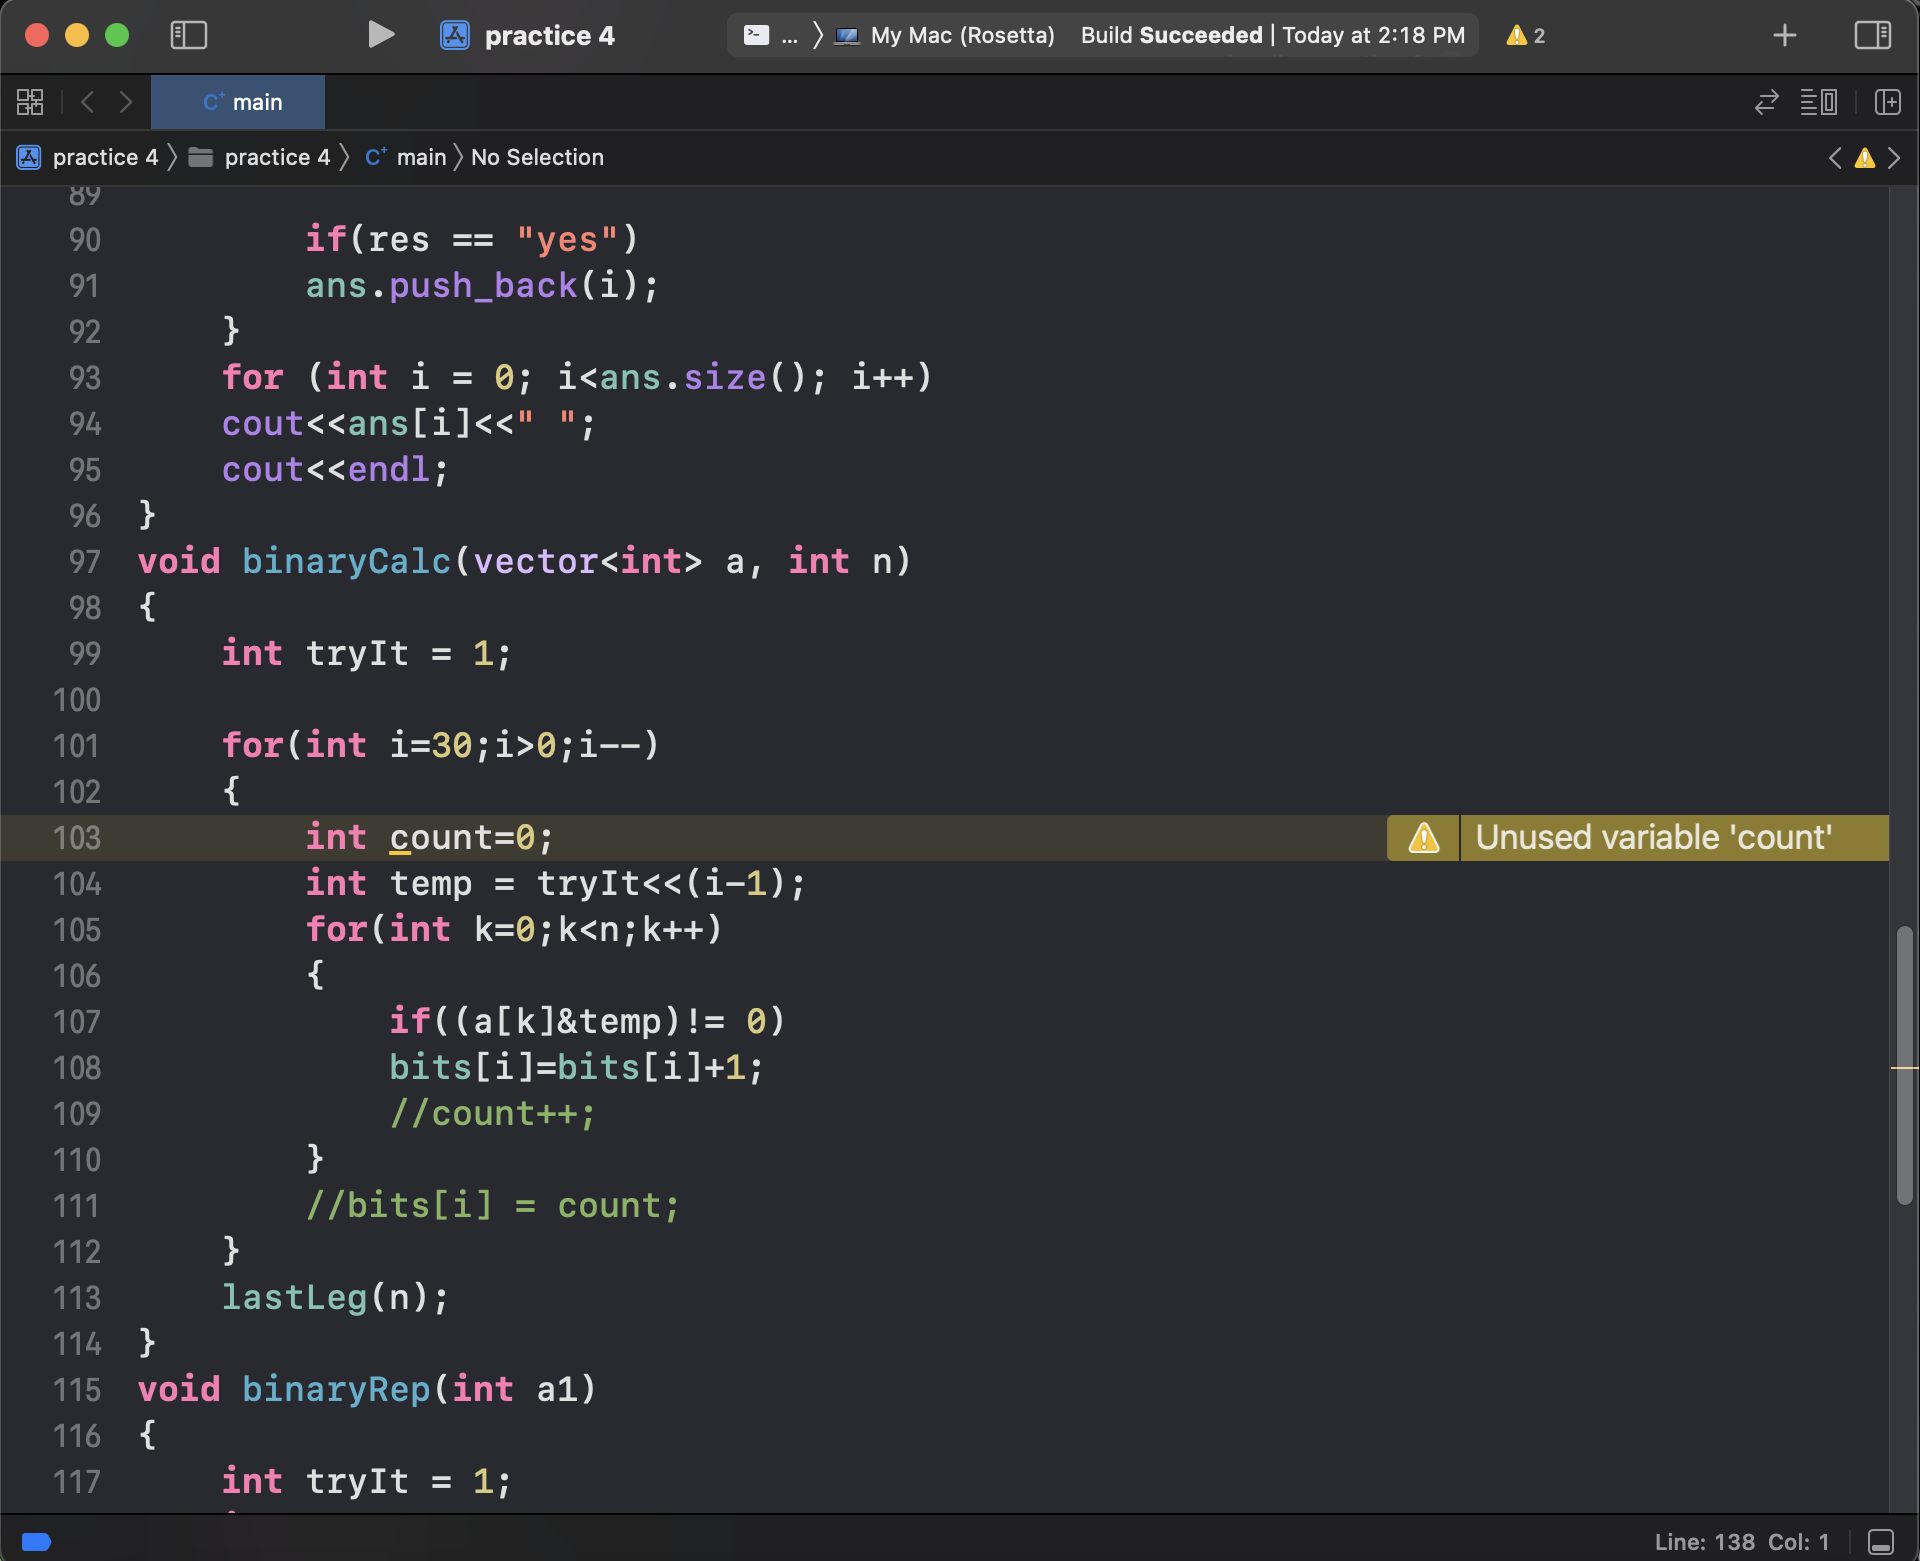 practice 4
... My Mac (Rosetta) Build Succeeded | Today at 2:18 PM
2
C+ main
practice 4 practice 4 C+ main No Selection
89
90 if(res == "yes")
91 ans.push_back(i);
92 }
93 for (int i = 0; i<ans.size(); i++)
94 cout<<ans[i]<<" ";
95 cout<<endl;
96 }
97 void binaryCalc(vector<int> a, int n)
98 {
99 int tryIt = 1;
100
101 for(int i=30;i>0;i--)
102 {
103 int count=0; Unused variable 'count'
104 int temp = tryIt<<(i-1);
105 for(int k=0;k<n;k++)
106 {
107 if((a[k]&temp)!= 0)
108 bits[i]=bits[i]+1;
109 //count++;
110 }
111 //bits[i] = count;
112 }
113 lastLeg(n);
114 }
115 void binaryRep(int a1)
116 {
117 int tryIt = 1;
Line: 138 Col: 1